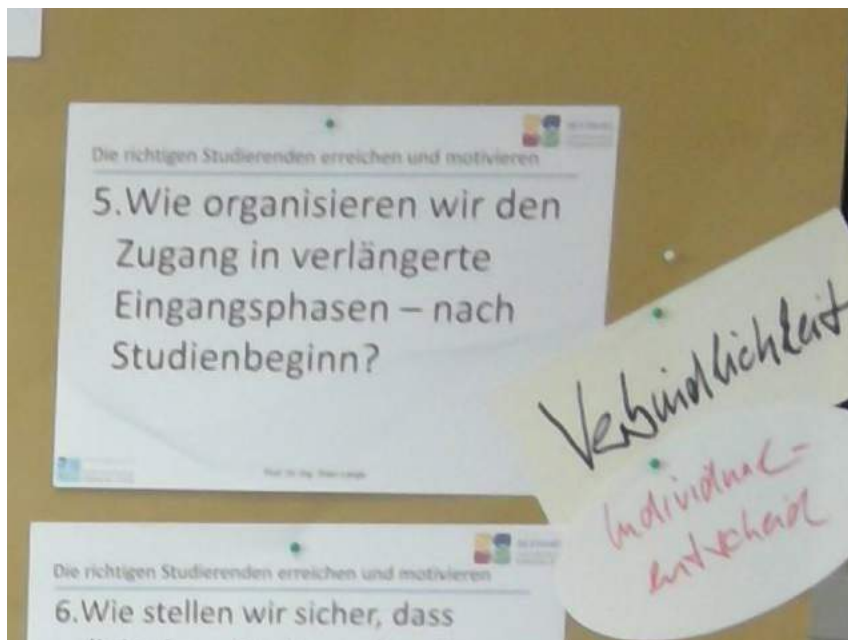 Die richtigen Studierenden erreichen und motivieren
5.Wie organisieren wir den
Zugang in verlängerte
Eingangsphasen – nach
Studienbeginn?
Verbindlichkeit
Individual-
entscheid
Die richtigen Studierenden erreichen und motivieren
6.Wie stellen wir sicher, dass